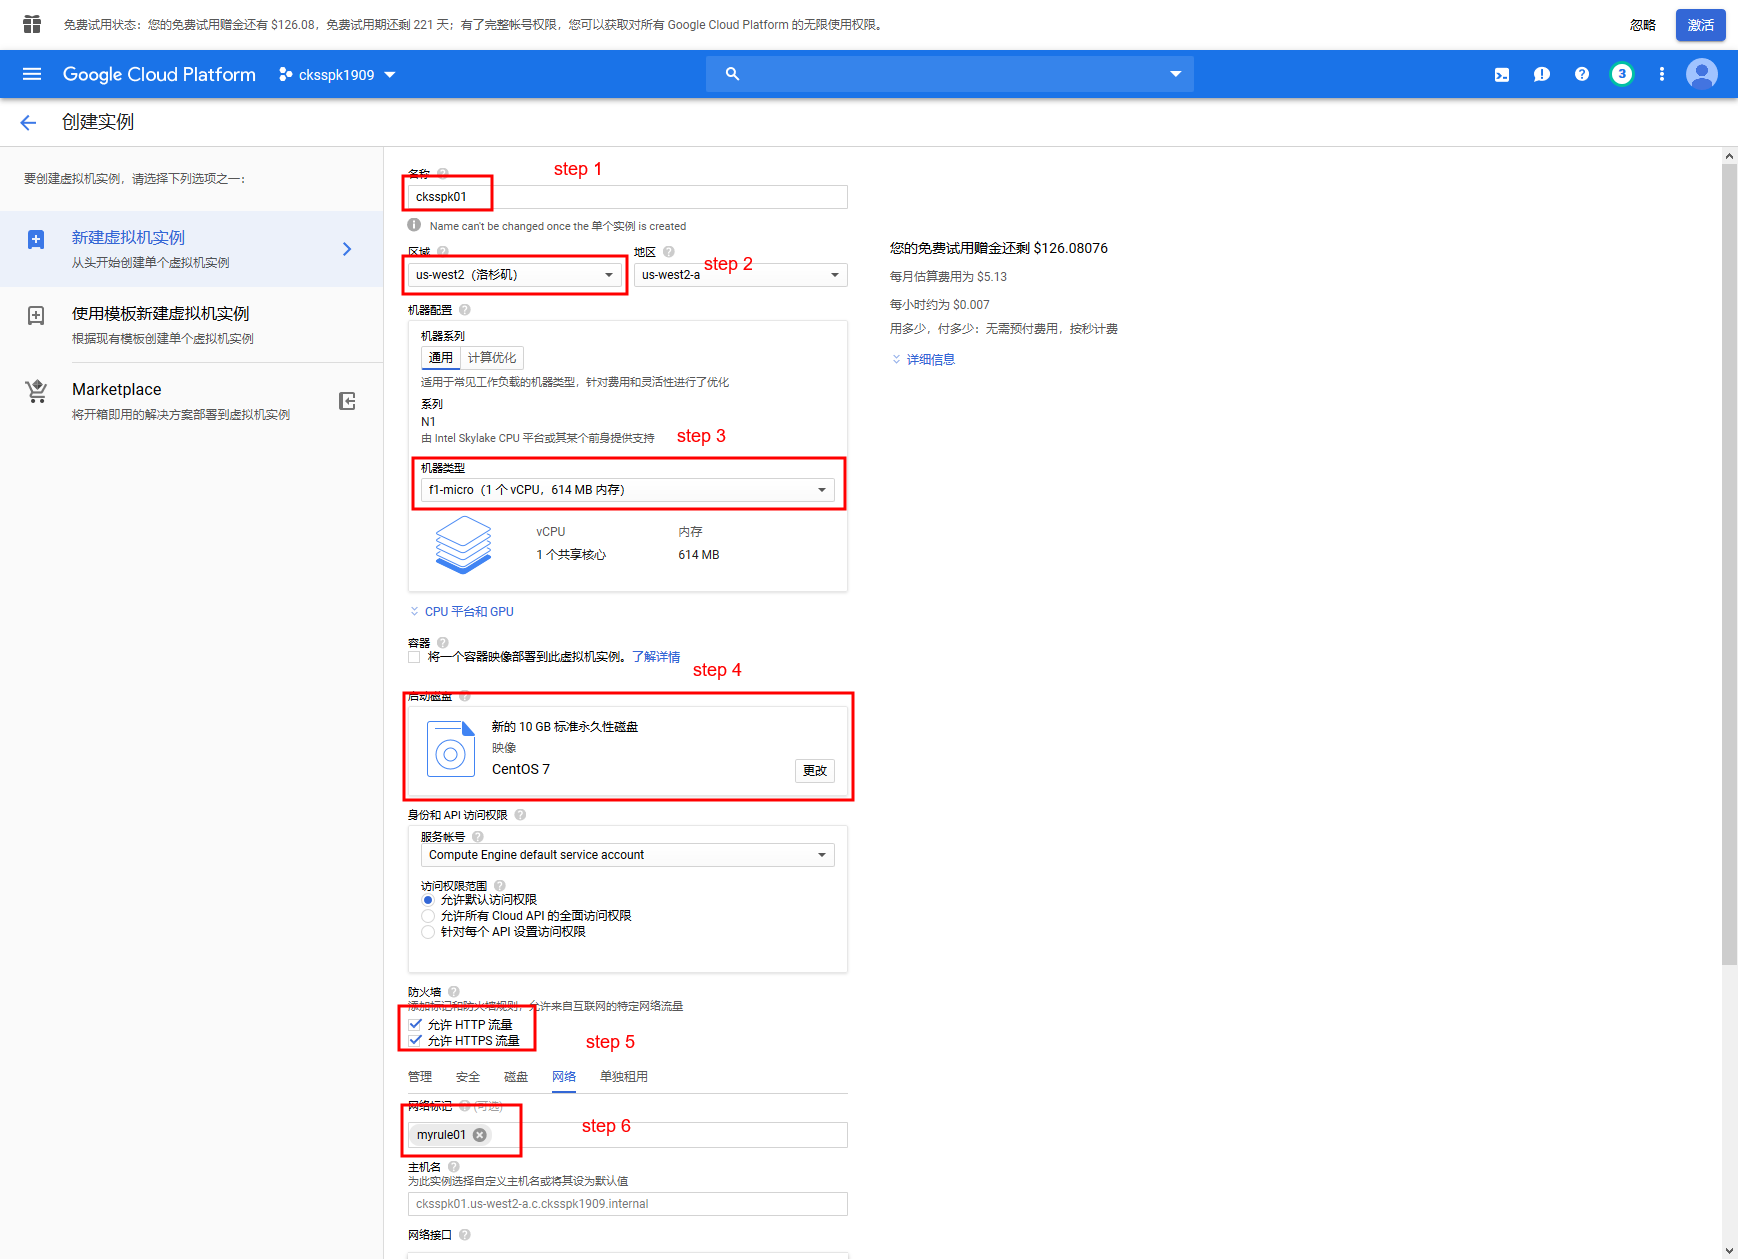 免费试用状态：您的免费试用赠金还有 $126.08，免费试用期还剩 221 天；有了完整帐号权限，您可以获取对所有 Google Cloud Platform 的无限使用权限。
忽略
激活
Google Cloud Platform
cksspk1909
3
创建实例
要创建虚拟机实例，请选择下列选项之一：
新建虚拟机实例
从头开始创建单个虚拟机实例
使用模板新建虚拟机实例
根据现有模板创建单个虚拟机实例
Marketplace
将开箱即用的解决方案部署到虚拟机实例
名称
step 1
cksspk01
Name can't be changed once the 单个实例 is created
区域
地区
step 2
us-west2（洛杉矶）
us-west2-a
机器配置
机器系列
通用
计算优化
适用于常见工作负载的机器类型，针对费用和灵活性进行了优化
系列
N1
由 Intel Skylake CPU 平台或其某个前身提供支持
step 3
机器类型
f1-micro（1 个 vCPU，614 MB 内存）
vCPU
内存
1 个共享核心
614 MB
CPU 平台和 GPU
容器
将一个容器映像部署到此虚拟机实例。了解详情
step 4
启动磁盘
新的 10 GB 标准永久性磁盘
映像
CentOS 7
更改
身份和 API 访问权限
服务帐号
Compute Engine default service account
访问权限范围
允许默认访问权限
允许所有 Cloud API 的全面访问权限
针对每个 API 设置访问权限
防火墙
添加标记和防火墙规则，允许来自互联网的特定网络流量
允许 HTTP 流量
允许 HTTPS 流量
step 5
管理
安全
磁盘
网络
单独租用
网络标记
(可选)
myrule01
step 6
主机名
为此实例选择自定义主机名或将其设为默认值
cksspk01.us-west2-a.c.cksspk1909.internal
网络接口
您的免费试用赠金还剩 $126.08076
每月估算费用为 $5.13
每小时约为 $0.007
用多少，付多少：无需预付费用，按秒计费
详细信息